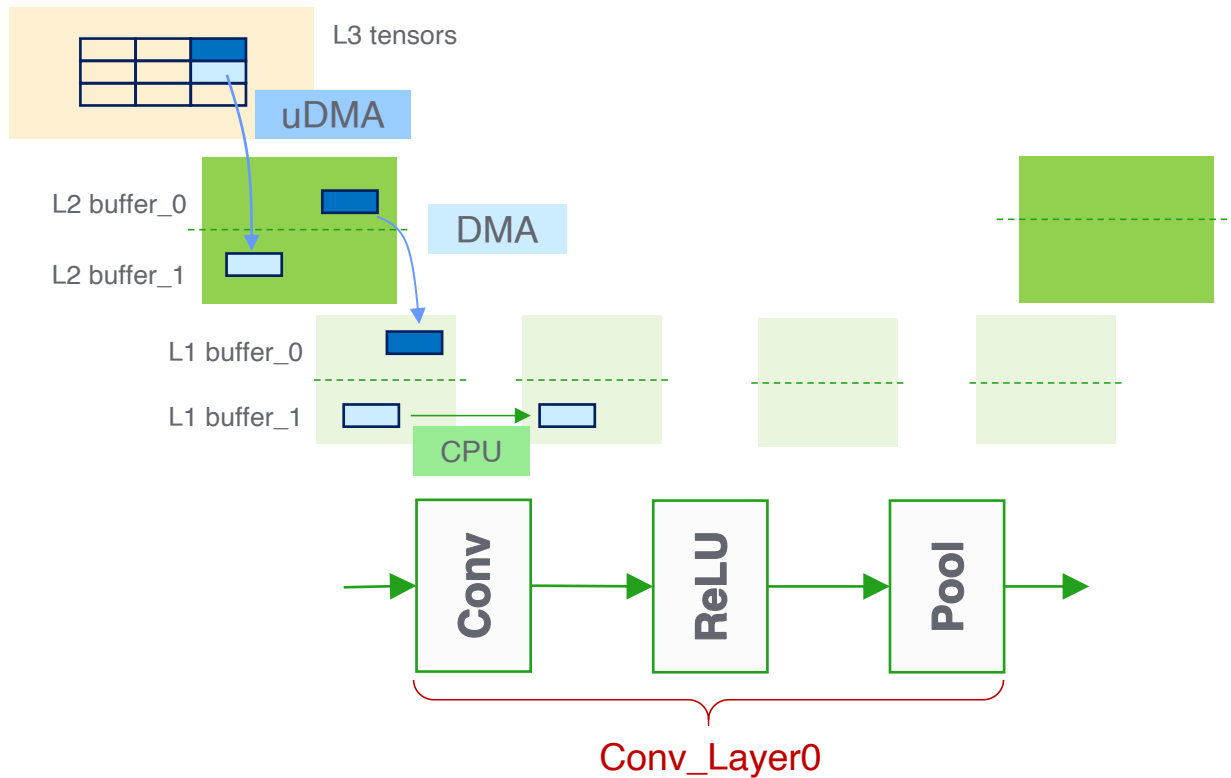 L3 tensors
uDMA
L2 buffer_0
DMA
L2 buffer_1
L1 buffer_0
L1 buffer_1
CPU
Conv
ReLU
Pool
Conv_Layer0